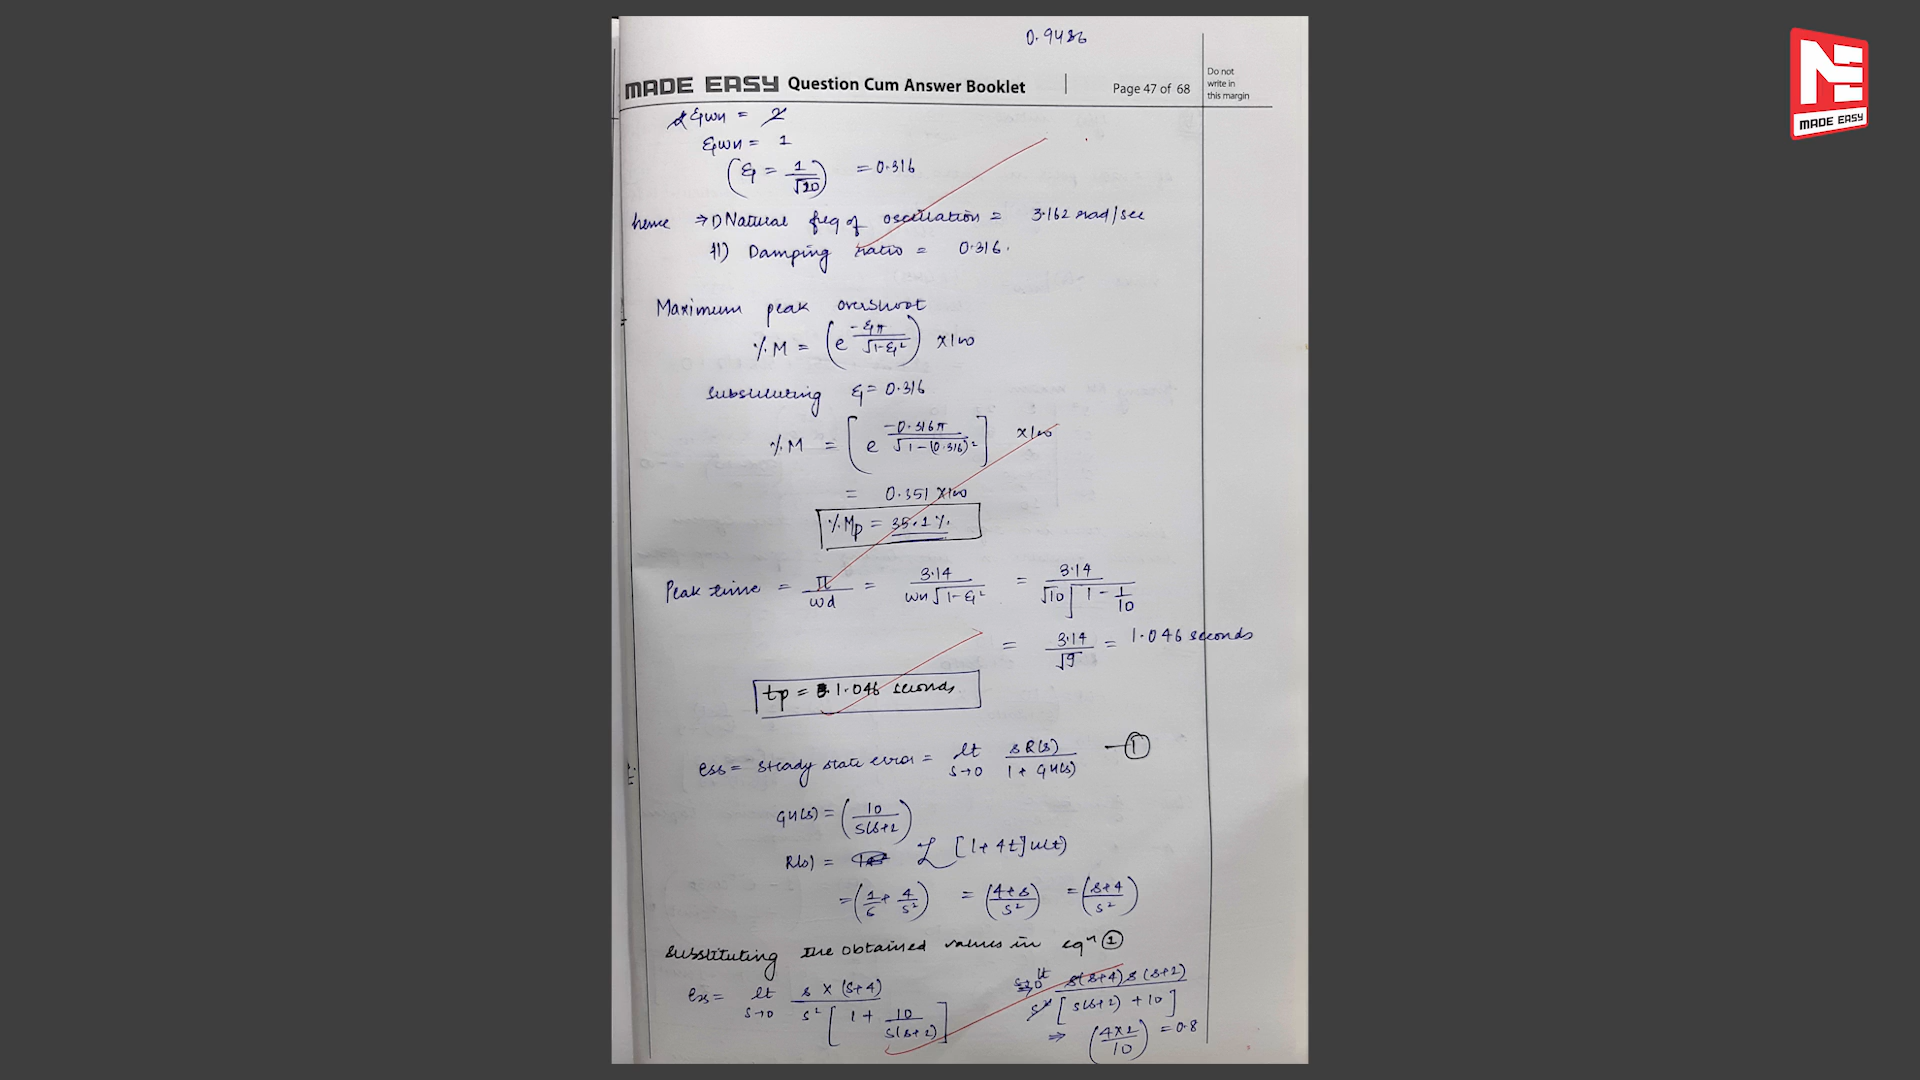 0.9486
MADE EASY Question Cum Answer Booklet
Page 47 of 68
Do not
write in
this margin
MADE EASY
2ξωn = 2
ξωn = 1
(ξ = 1/√10) = 0.316
hence ⇒ I) Natural freq of oscillation = 3.162 rad/sec
II) Damping ratio = 0.316.
Maximum peak overshoot
%M = (e^(-ξπ/√1-ξ²)) × 100
Substituting ξ = 0.316
%M = [e^(-0.316π/√1-(0.316)²)] × 100
= 0.351 × 100
%Mp = 35.1%.
Peak time = π/ωd = 3.14/ωn√1-ξ² = 3.14/√10√1-1/10
= 3.14/√9 = 1.046 seconds
tp = 1.046 seconds
ess = steady state error = lt s→0 sR(s)/1+GH(s) —①
GH(s) = (10/s(s+2)
R(s) = L [1+4t]u(t)
= (1/s + 4/s²) = (4+s/s²) = (s+4/s²)
Substituting the obtained values in eqn ①
ess = lt s→0 s × (s+4)/s²[1 + 10/s(s+2)]
lt s→0 s(s+4)s(s+2)/s²[s(s+2)+10]
⇒ (4×2/10) = 0.8